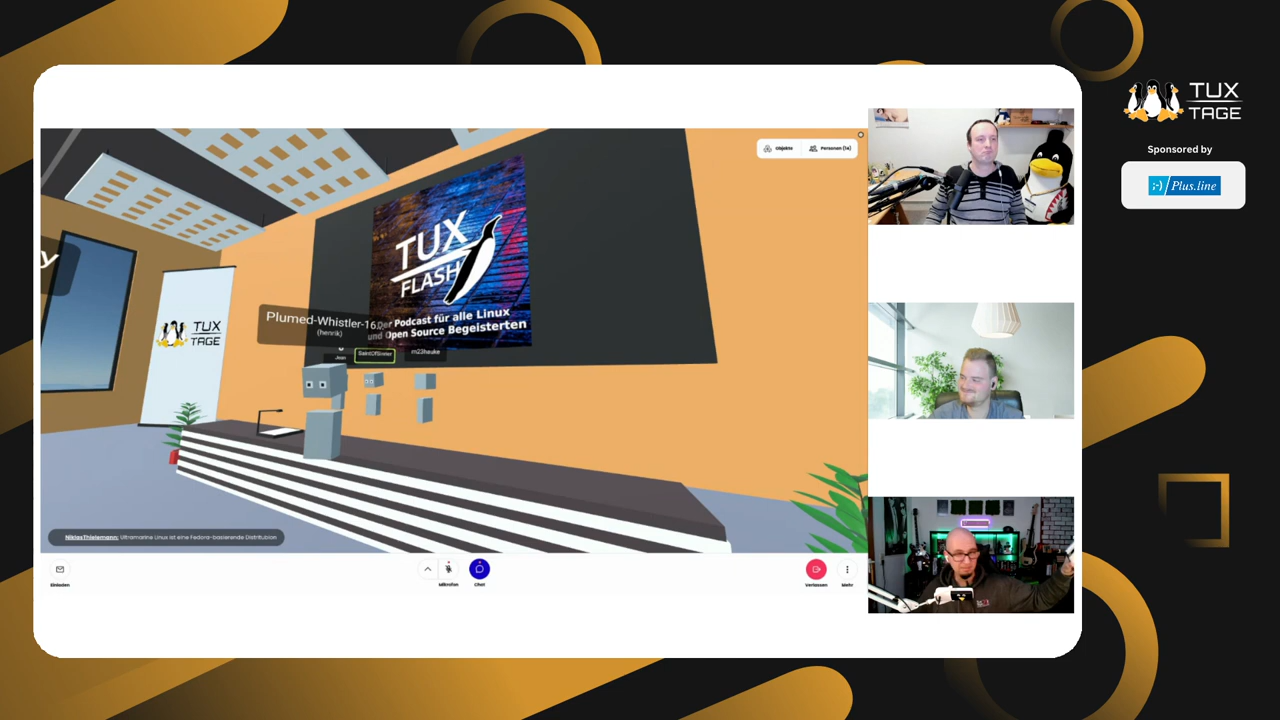 TUX
TAGE
Sponsored by
;-) Plus.line
Objekte
Personen (14)
y
TUX
FLASH
Der Podcast für alle Linux
und Open Source Begeisterten
TUX
TAGE
Plumed-Whistler-16
(henrik)
Jean
SaintOfSinner
m23hauke
NiklasThielemann: Ultramarine Linux ist eine Fedora-basierende Distribution
Einladen
Mikrofon
Chat
Verlassen
Mehr